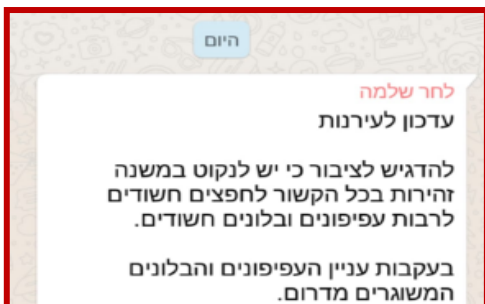 היום
לחר שלמה
עדכון לעירנות
להדגיש לציבור כי יש לנקוט במשנה
זהירות בכל הקשור לחפצים חשודים
לרבות עפיפונים ובלונים חשודים.
בעקבות עניין העפיפונים והבלונים
המשוגרים מדרום.